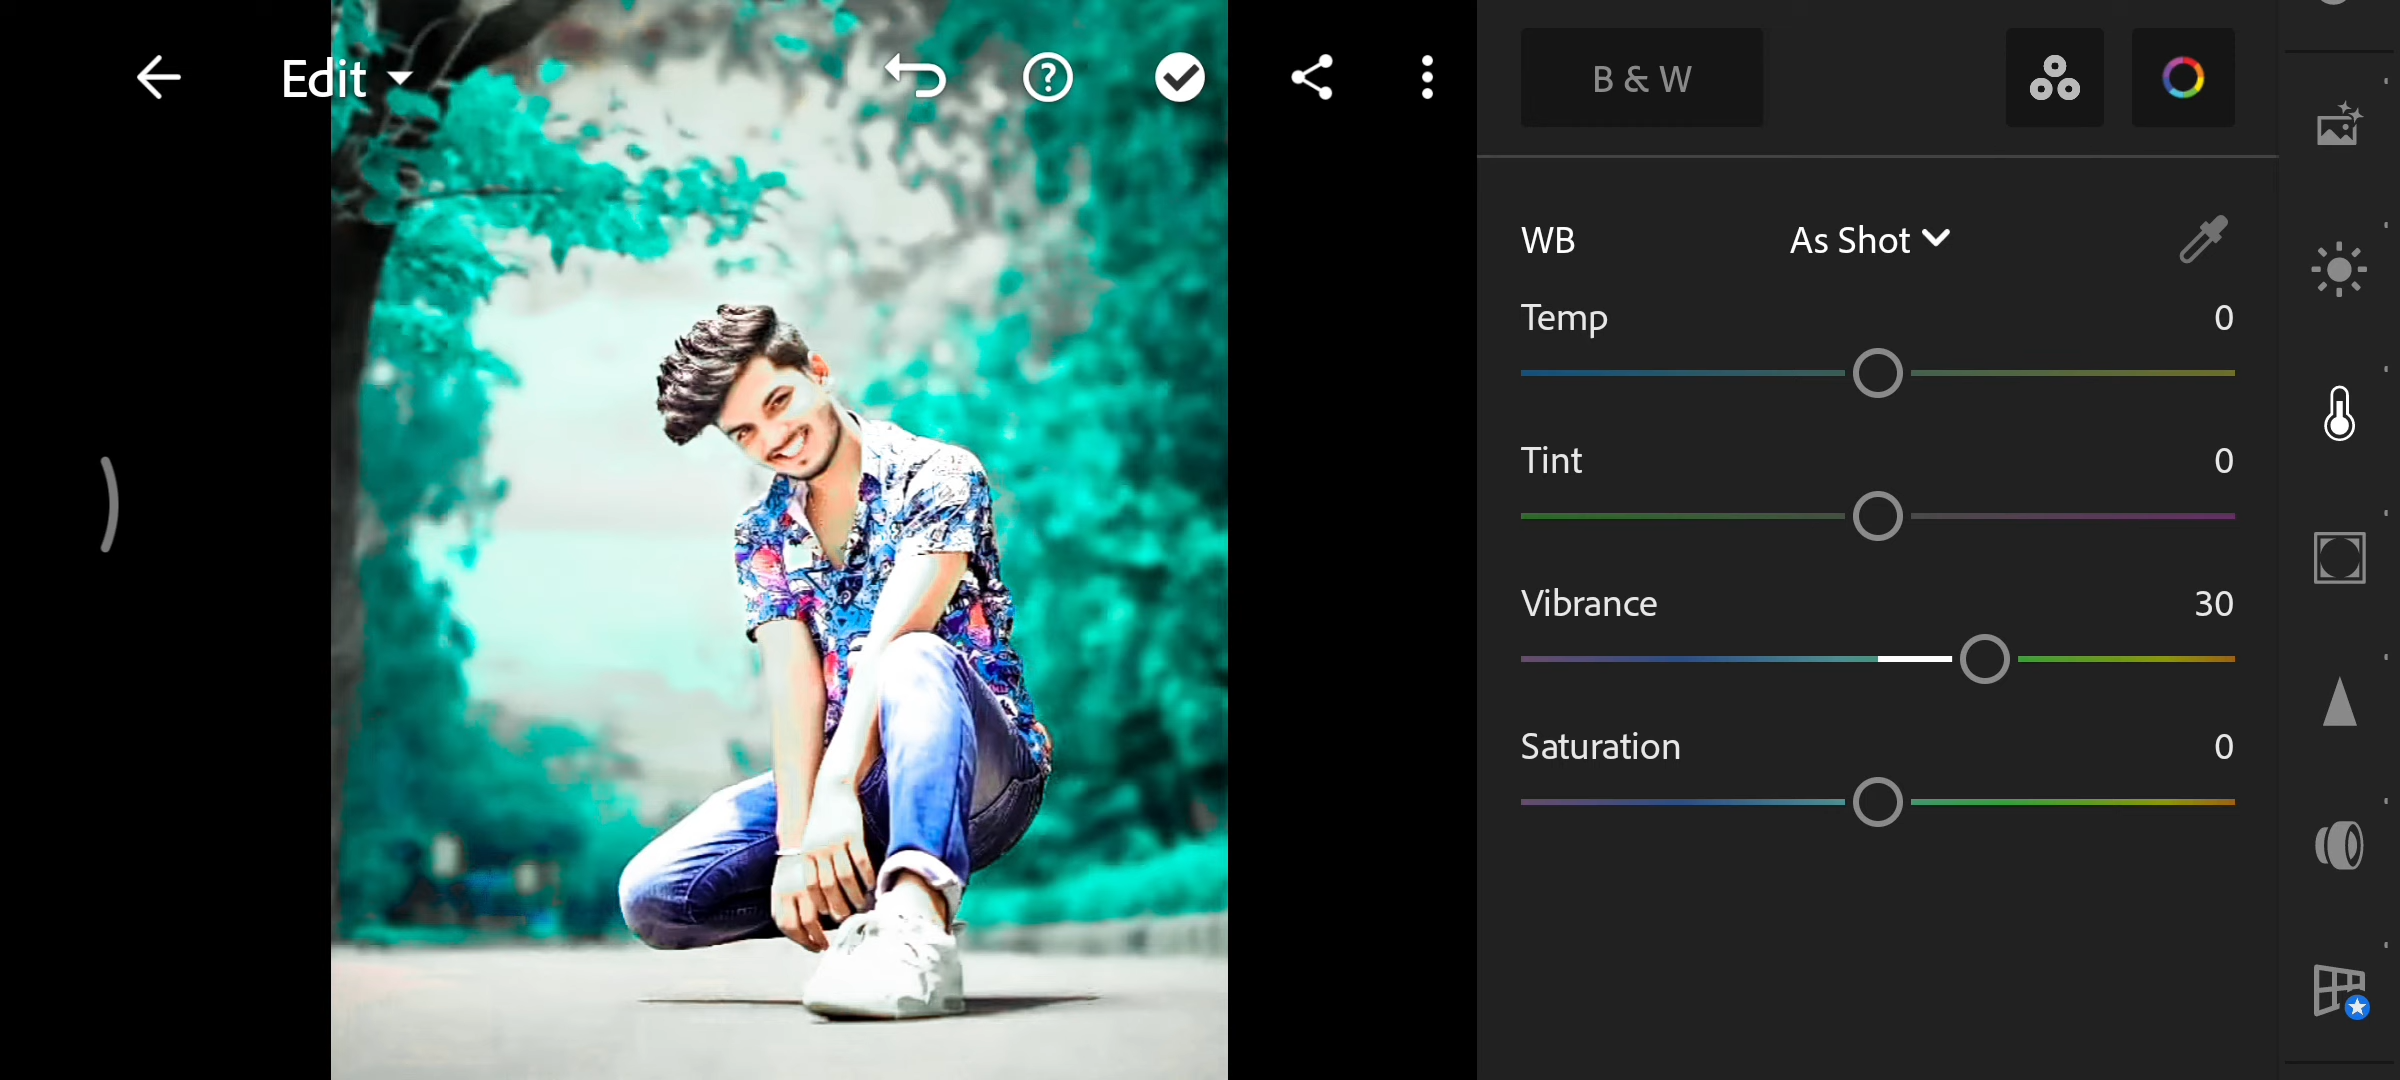 Edit
B & W
WB As Shot
Temp 0
Tint 0
Vibrance 30
Saturation 0